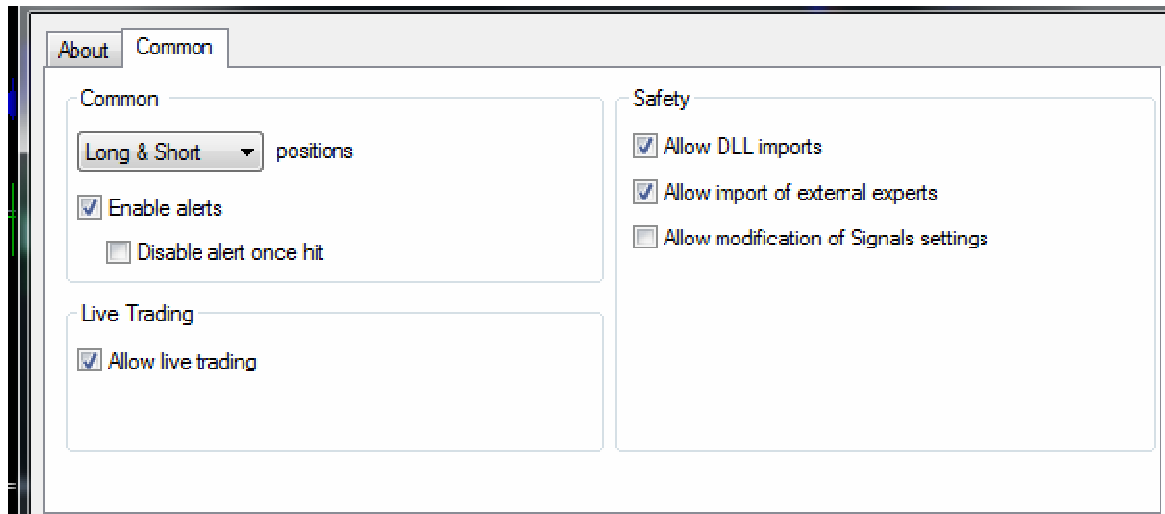 About
Common
Common
Long & Short positions
Enable alerts
Disable alert once hit
Live Trading
Allow live trading
Safety
Allow DLL imports
Allow import of external experts
Allow modification of Signals settings